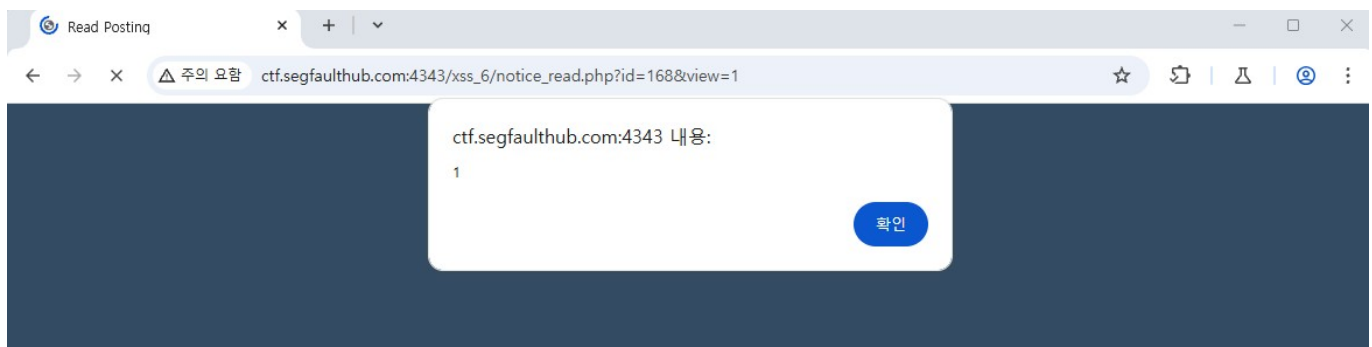 Read Posting
주의 요함 ctf.segfaulthub.com:4343/xss_6/notice_read.php?id=168&view=1
ctf.segfaulthub.com:4343 내용:
1
확인